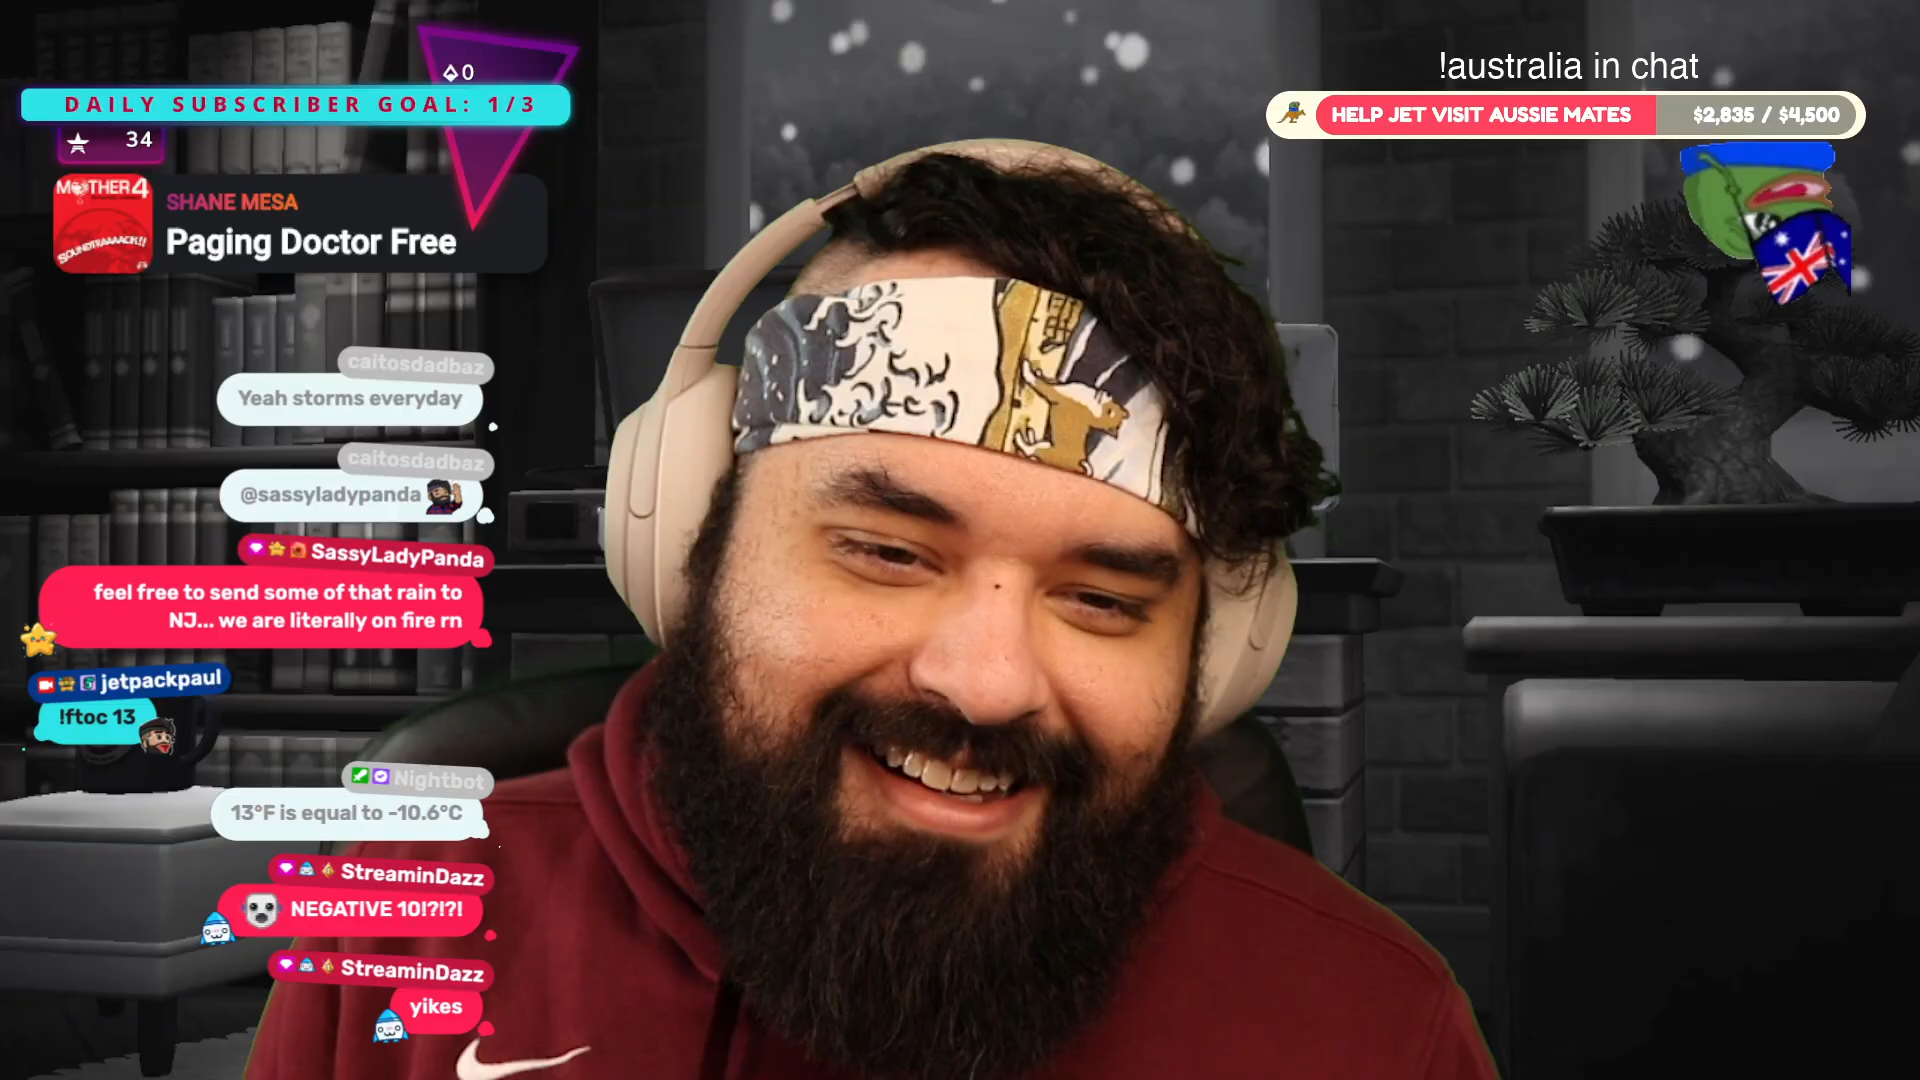 0
DAILY SUBSCRIBER GOAL: 1/3
34
MOTHER4
SOUNDTRAAAACK!!
SHANE MESA
Paging Doctor Free
caitosdadbaz
Yeah storms everyday
caitosdadbaz
@sassyladypanda
SassyLadyPanda
feel free to send some of that rain to
NJ... we are literally on fire rn
jetpackpaul
!ftoc 13
Nightbot
13°F is equal to -10.6°C
StreaminDazz
NEGATIVE 10!?!?!
StreaminDazz
yikes
!australia in chat
HELP JET VISIT AUSSIE MATES
$2,835 / $4,500